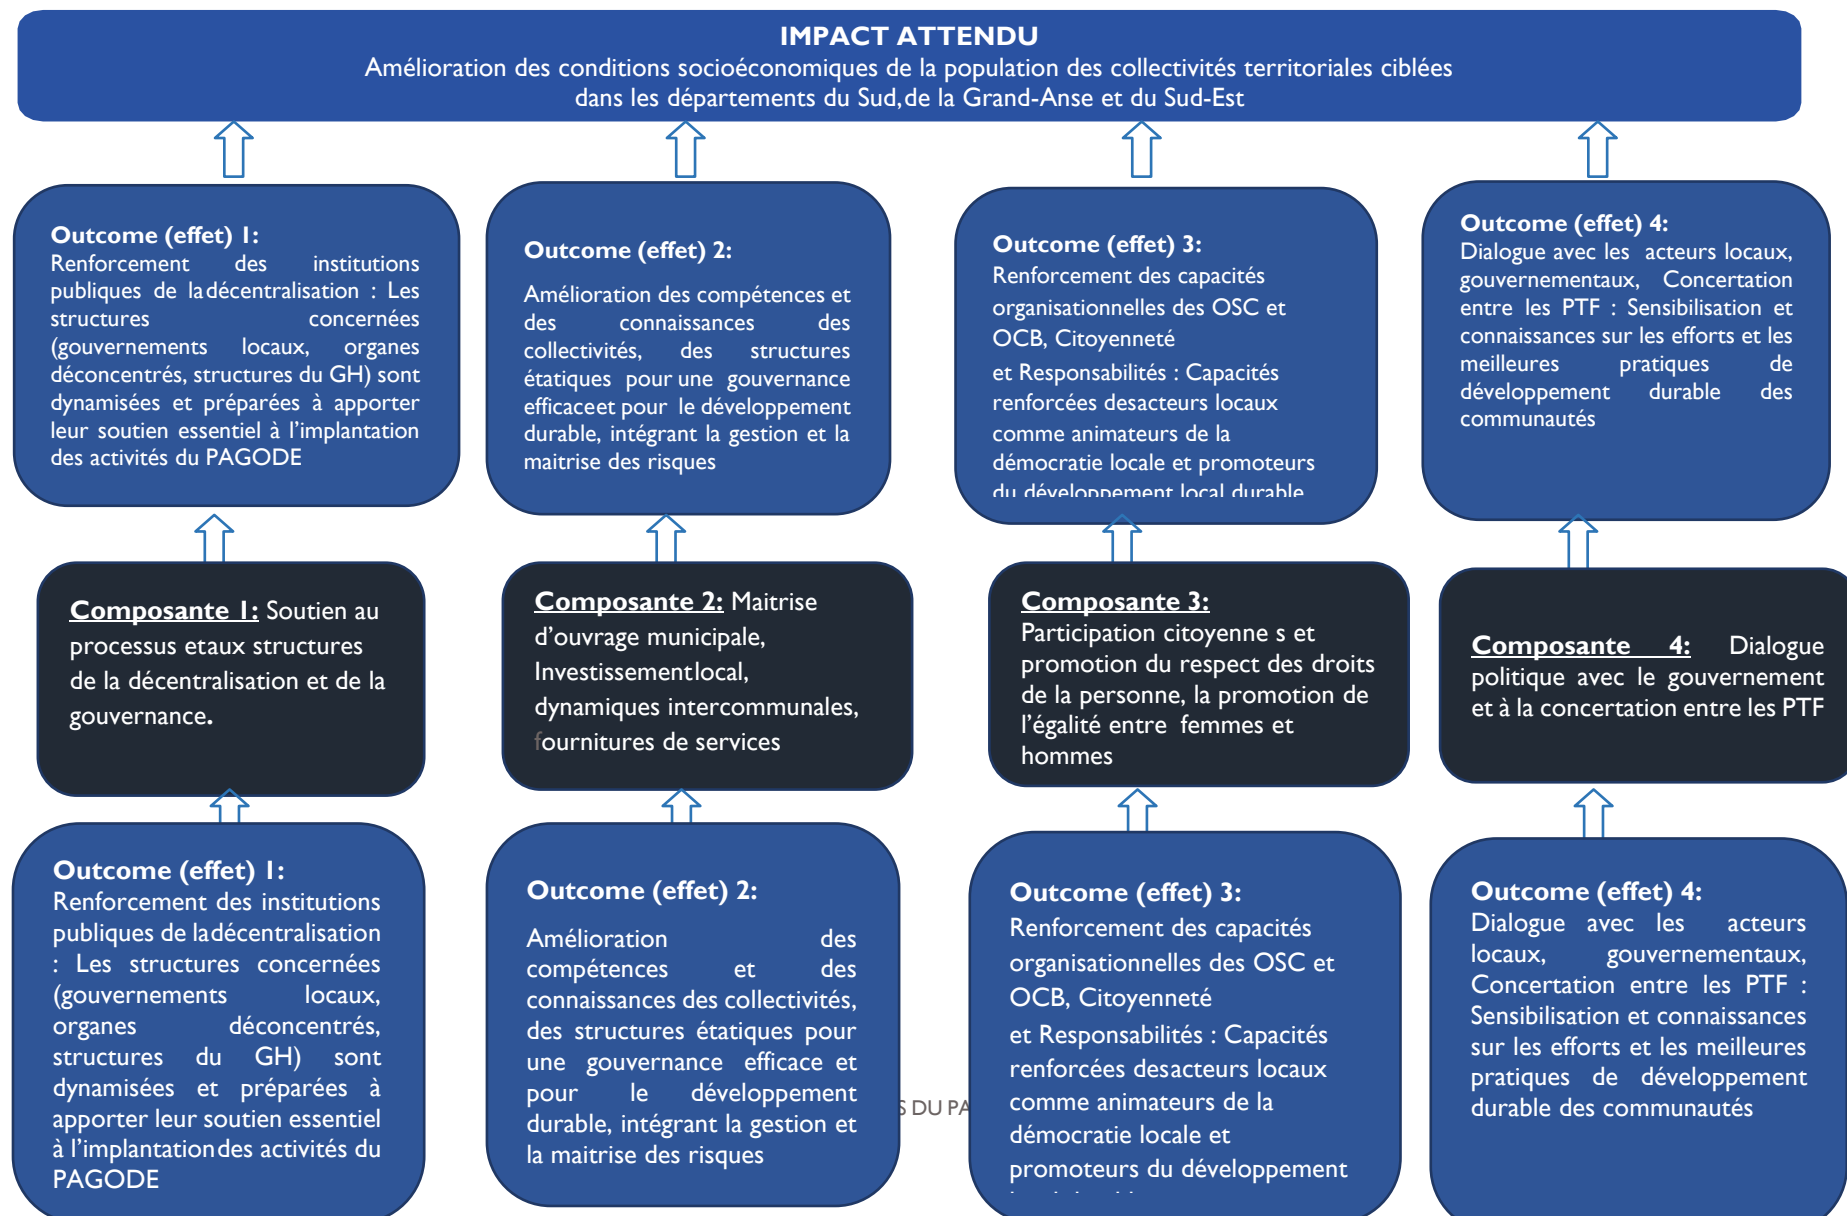 IMPACT ATTENDU
Amélioration des conditions socioéconomiques de la population des collectivités territoriales ciblées
dans les départements du Sud, de la Grand-Anse et du Sud-Est
Outcome (effet) 1:
Renforcement des institutions
publiques de ladécentralisation : Les
structures concernées
(gouvernements locaux, organes
déconcentrés, structures du GH) sont
dynamisées et préparées à apporter
leur soutien essentiel à l'implantation
des activités du PAGODE
Outcome (effet) 2:
Amélioration des compétences et
des connaissances des
collectivités, des structures
étatiques pour une gouvernance
efficaceet pour le développement
durable, intégrant la gestion et la
maitrise des risques
Outcome (effet) 3:
Renforcement des capacités
organisationnelles des OSC et
OCB, Citoyenneté
et Responsabilités : Capacités
renforcées desacteurs locaux
comme animateurs de la
démocratie locale et promoteurs
du développement local durable
Outcome (effet) 4:
Dialogue avec les acteurs locaux,
gouvernementaux, Concertation
entre les PTF : Sensibilisation et
connaissances sur les efforts et les
meilleures pratiques de
développement durable des
communautés
Composante 1: Soutien au
processus etaux structures
de la décentralisation et de la
gouvernance.
Composante 2: Maitrise
d'ouvrage municipale,
Investissementlocal,
dynamiques intercommunales,
fournitures de services
Composante 3:
Participation citoyenne s et
promotion du respect des droits
de la personne, la promotion de
l'égalité entre femmes et
hommes
Composante 4: Dialogue
politique avec le gouvernement
et à la concertation entre les PTF
Outcome (effet) 1:
Renforcement des institutions
publiques de ladécentralisation
: Les structures concernées
(gouvernements locaux,
organes déconcentrés,
structures du GH) sont
dynamisées et préparées à
apporter leur soutien essentiel
à l'implantationdes activités du
PAGODE
Outcome (effet) 2:
Amélioration des
compétences et des
connaissances des collectivités,
des structures étatiques pour
une gouvernance efficace et
pour le développement
durable, intégrant la gestion et
la maitrise des risques
S DU PA
Outcome (effet) 3:
Renforcement des capacités
organisationnelles des OSC et
OCB, Citoyenneté
et Responsabilités : Capacités
renforcées desacteurs locaux
comme animateurs de la
démocratie locale et
promoteurs du développement
Outcome (effet) 4:
Dialogue avec les acteurs
locaux, gouvernementaux,
Concertation entre les PTF :
Sensibilisation et connaissances
sur les efforts et les meilleures
pratiques de développement
durable des communautés